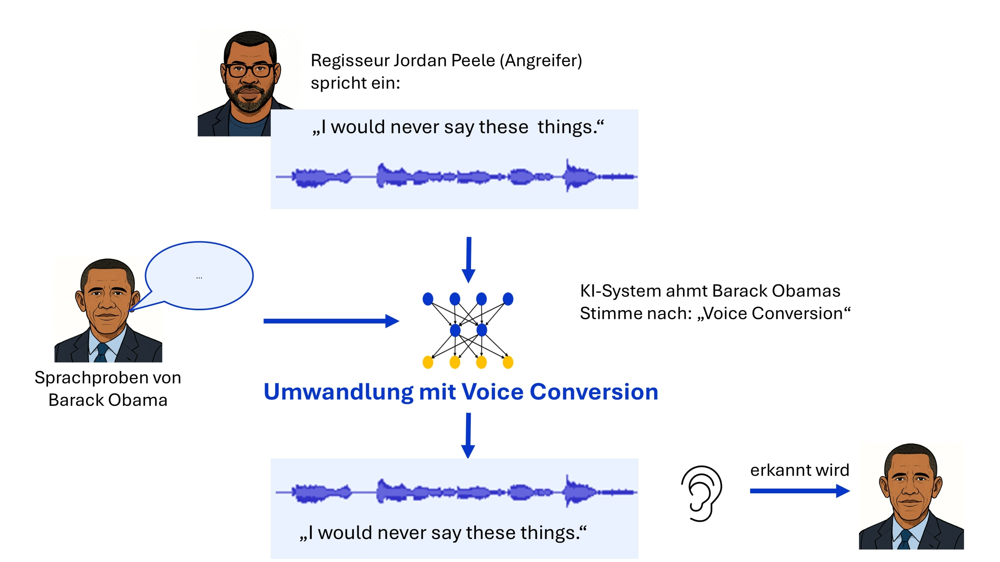 Regisseur Jordan Peele (Angreifer)
spricht ein:
„I would never say these  things.“
...
KI-System ahmt Barack Obamas
Stimme nach: „Voice Conversion“
Sprachproben von
Barack Obama
Umwandlung mit Voice Conversion
erkannt wird
„I would never say these things.“